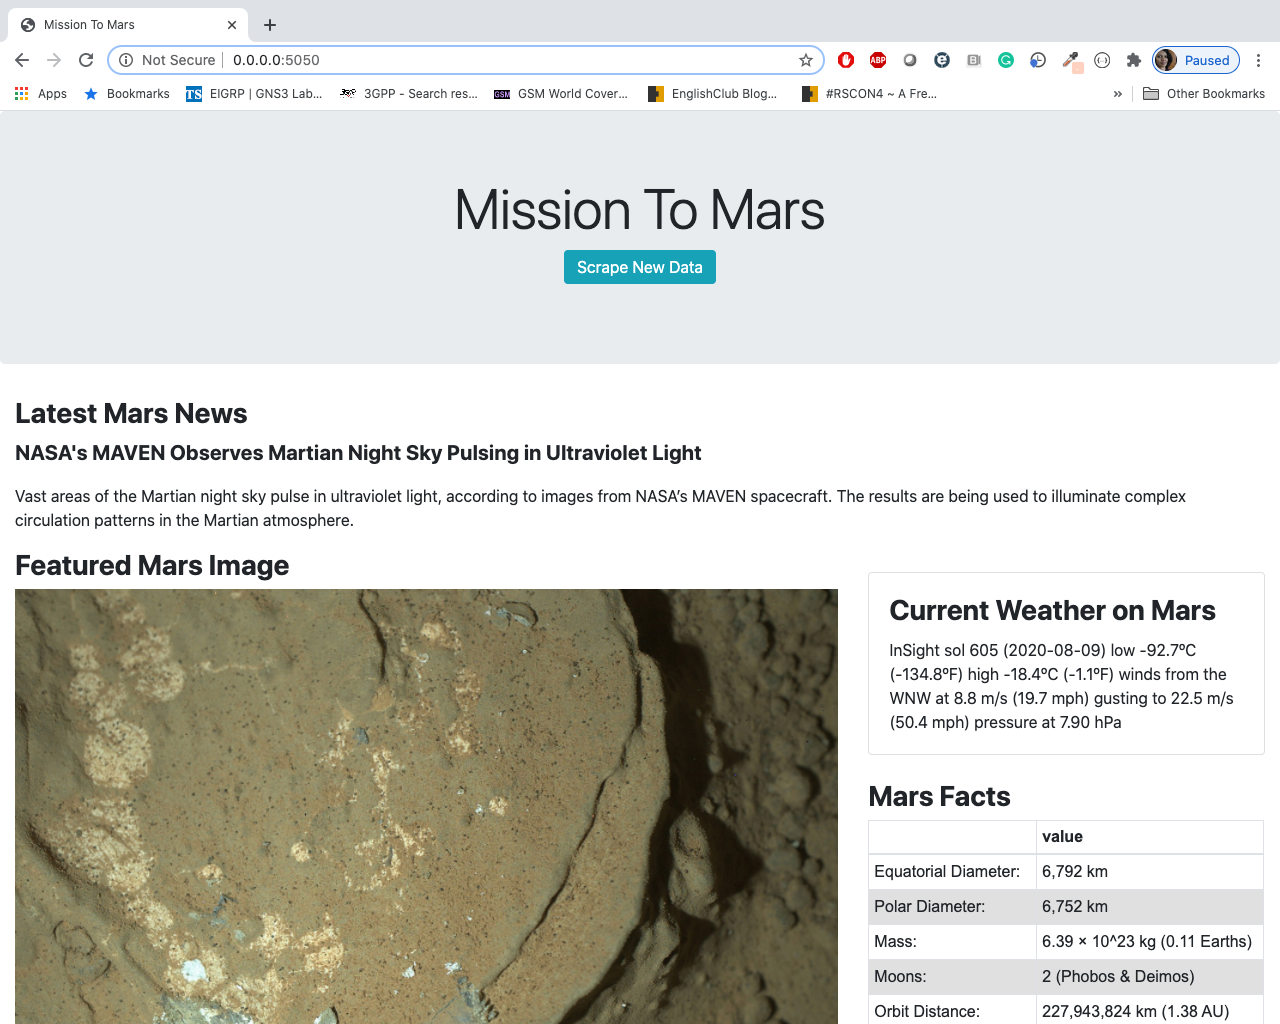 Mission To Mars
Not Secure 0.0.0.0:5050
ABP
Paused
Apps Bookmarks TS EIGRP | GNS3 Lab... 3GPP - Search res... GSM GSM World Cover... EnglishClub Blog... #RSCON4 ~ A Fre... » Other Bookmarks
Mission To Mars
Scrape New Data
Latest Mars News
NASA's MAVEN Observes Martian Night Sky Pulsing in Ultraviolet Light
Vast areas of the Martian night sky pulse in ultraviolet light, according to images from NASA’s MAVEN spacecraft. The results are being used to illuminate complex
circulation patterns in the Martian atmosphere.
Featured Mars Image
Current Weather on Mars
InSight sol 605 (2020-08-09) low -92.7ºC
(-134.8ºF) high -18.4ºC (-1.1ºF) winds from the
WNW at 8.8 m/s (19.7 mph) gusting to 22.5 m/s
(50.4 mph) pressure at 7.90 hPa
Mars Facts
value
Equatorial Diameter: 6,792 km
Polar Diameter: 6,752 km
Mass: 6.39 × 10^23 kg (0.11 Earths)
Moons: 2 (Phobos & Deimos)
Orbit Distance: 227,943,824 km (1.38 AU)